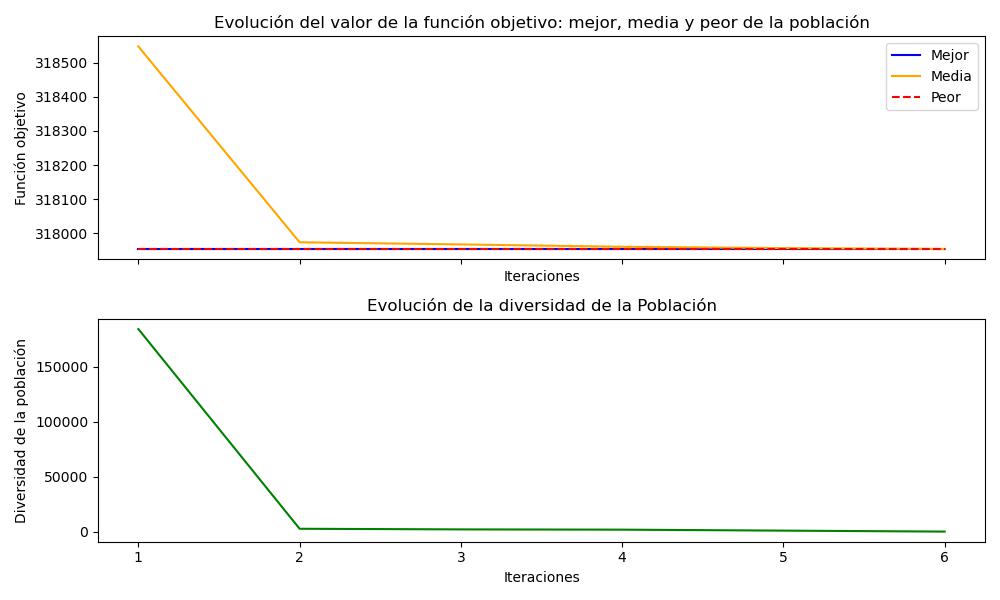 Evolución del valor de la función objetivo: mejor, media y peor de la población
Función objetivo
318500
318400
318300
318200
318100
318000
Mejor
Media
Peor
Iteraciones
Evolución de la diversidad de la Población
Diversidad de la población
150000
100000
50000
0
1 2 3 4 5 6
Iteraciones